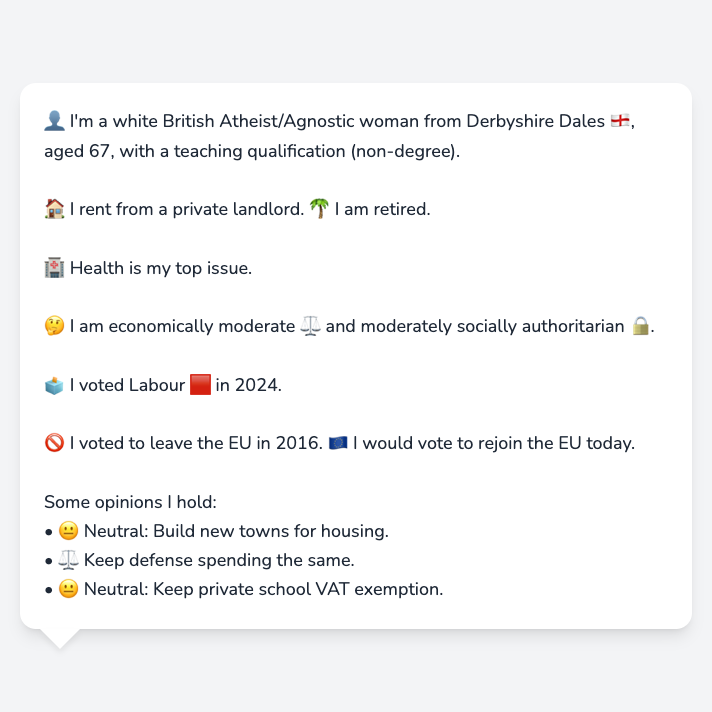 👤 I'm a white British Atheist/Agnostic woman from Derbyshire Dales 🏴󠁧󠁢󠁥󠁮󠁧󠁿,
aged 67, with a teaching qualification (non-degree).
🏠 I rent from a private landlord. 🌴 I am retired.
🏥 Health is my top issue.
🤔 I am economically moderate ⚖️ and moderately socially authoritarian 🔒.
🗳️ I voted Labour 🟥 in 2024.
🚫 I voted to leave the EU in 2016. 🇪🇺 I would vote to rejoin the EU today.
Some opinions I hold:
• 😐 Neutral: Build new towns for housing.
• ⚖️ Keep defense spending the same.
• 😐 Neutral: Keep private school VAT exemption.